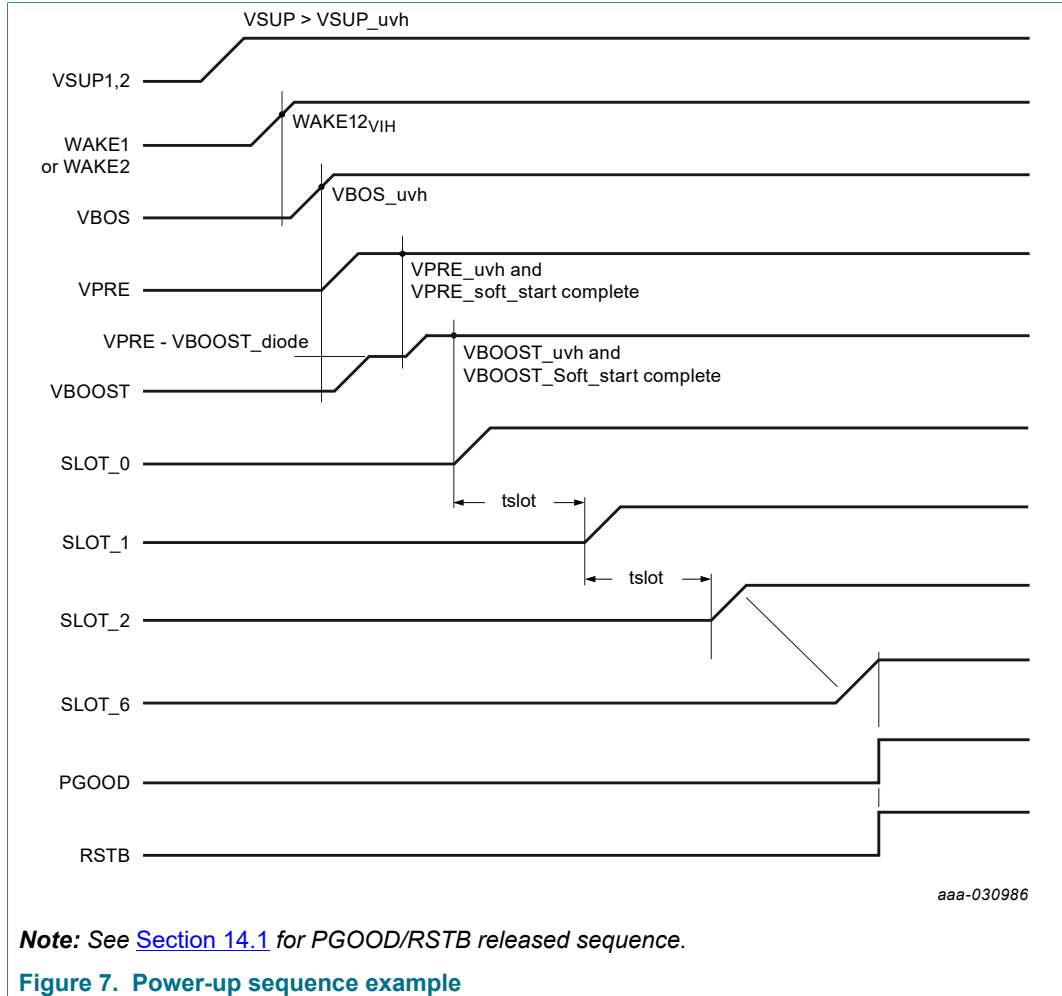 VSUP > VSUP_uvh
VSUP1,2
WAKE12VIH
WAKE1
or WAKE2
VBOS_uvh
VBOS
VPRE_uvh and
VPRE_soft_start complete
VPRE
VPRE - VBOOST_diode
VBOOST_uvh and
VBOOST_Soft_start complete
VBOOST
SLOT_0
tslot
SLOT_1
tslot
SLOT_2
SLOT_6
PGOOD
RSTB
aaa-030986
Note: See Section 14.1 for PGOOD/RSTB released sequence.
Figure 7. Power-up sequence example